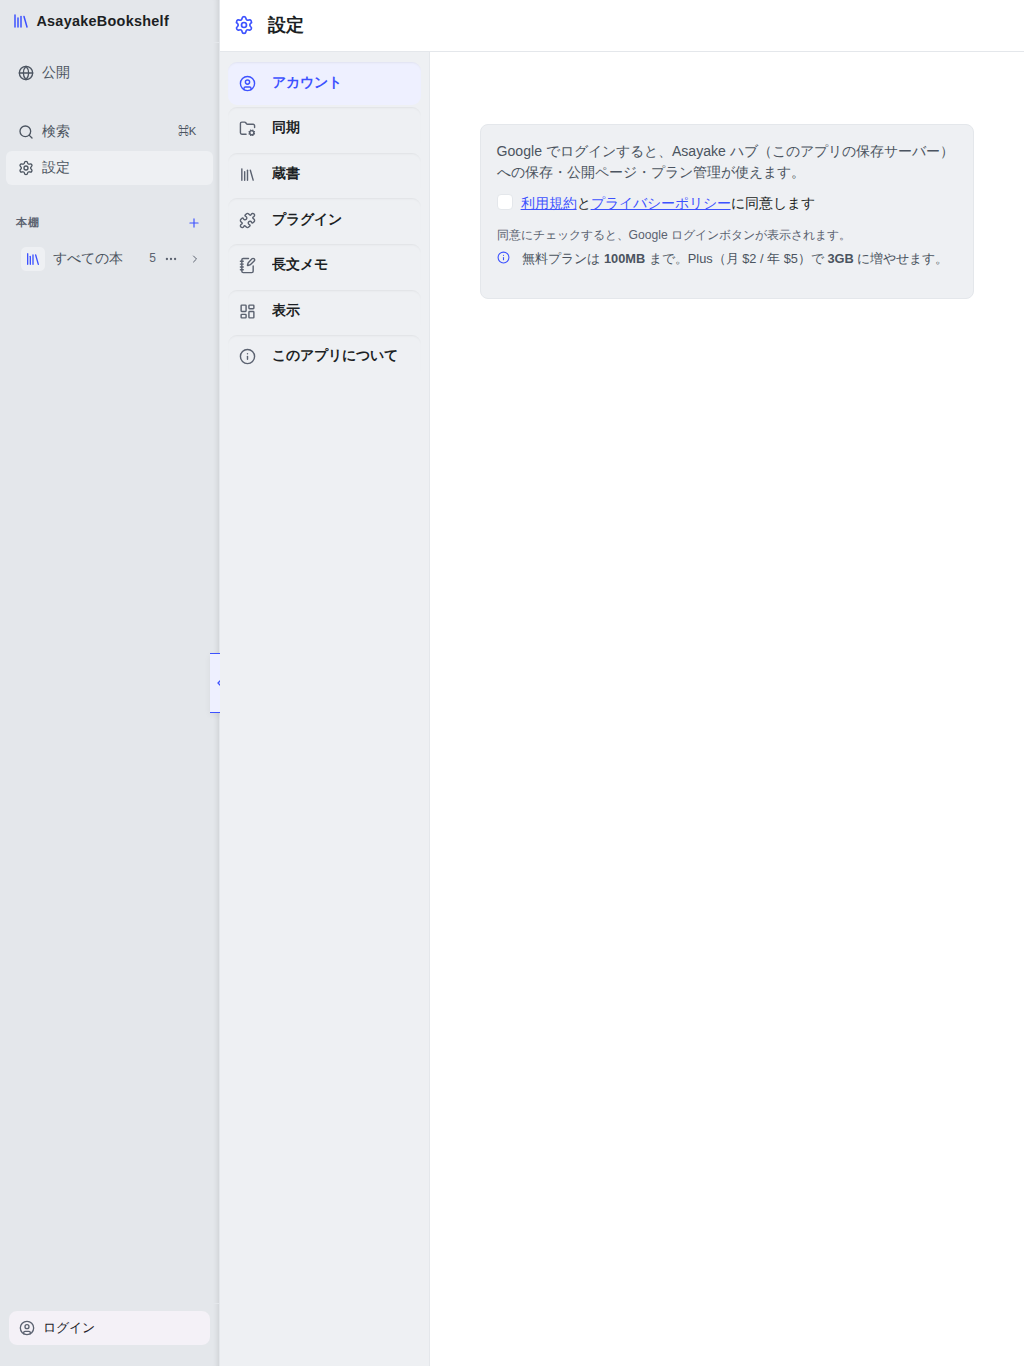 AsayakeBookshelf
公開
検索 ⌘K
設定
本棚
すべての本 5
ログイン
設定
アカウント
同期
蔵書
プラグイン
長文メモ
表示
このアプリについて
Google でログインすると、Asayake ハブ（このアプリの保存サーバー）
への保存・公開ページ・プラン管理が使えます。
利用規約とプライバシーポリシーに同意します
同意にチェックすると、Google ログインボタンが表示されます。
無料プランは 100MB まで。Plus（月 $2 / 年 $5）で 3GB に増やせます。